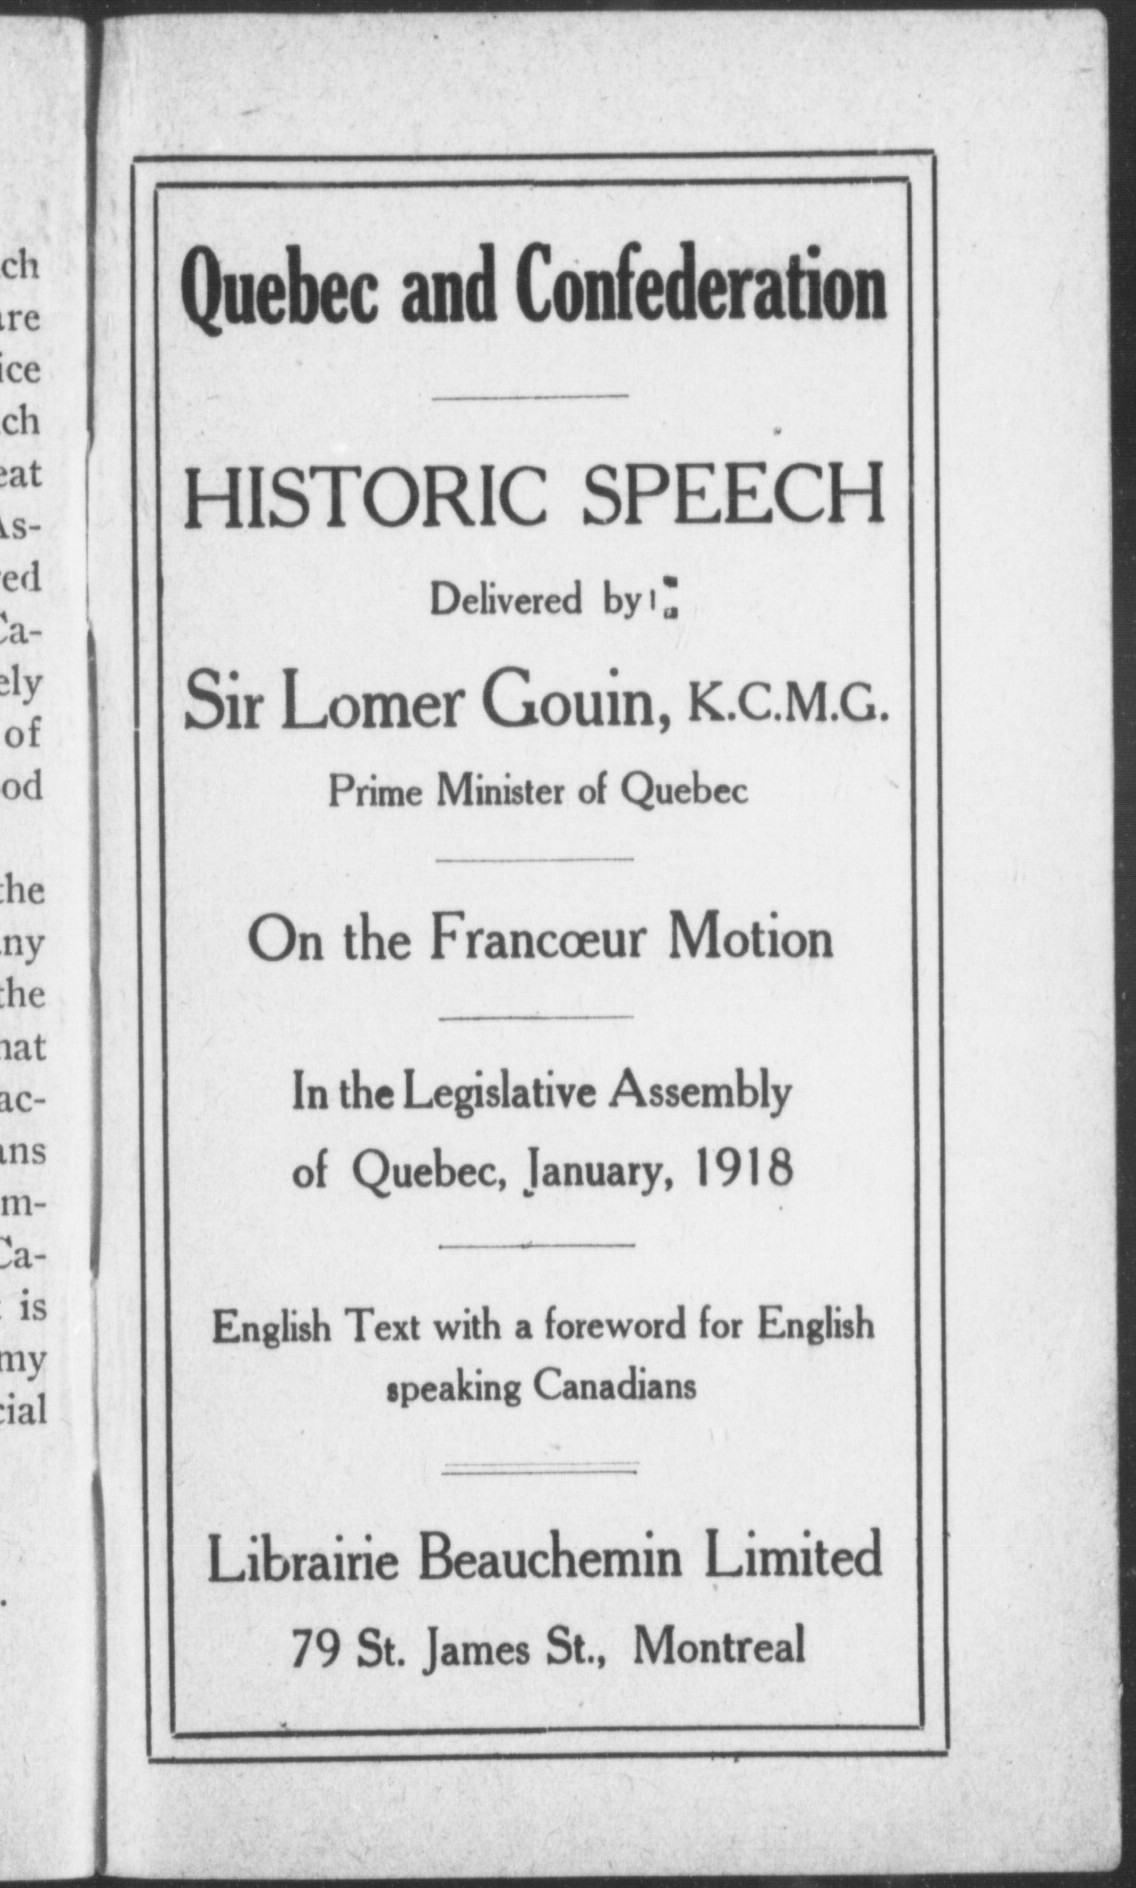 Quebec and Confederation
HISTORIC SPEECH
Delivered by :
Sir Lomer Gouin, K.C.M.G.
Prime Minister of Quebec
On the Francœur Motion
In the Legislative Assembly
of Quebec, January, 1918
English Text with a foreword for English
speaking Canadians
Librairie Beauchemin Limited
79 St. James St., Montreal